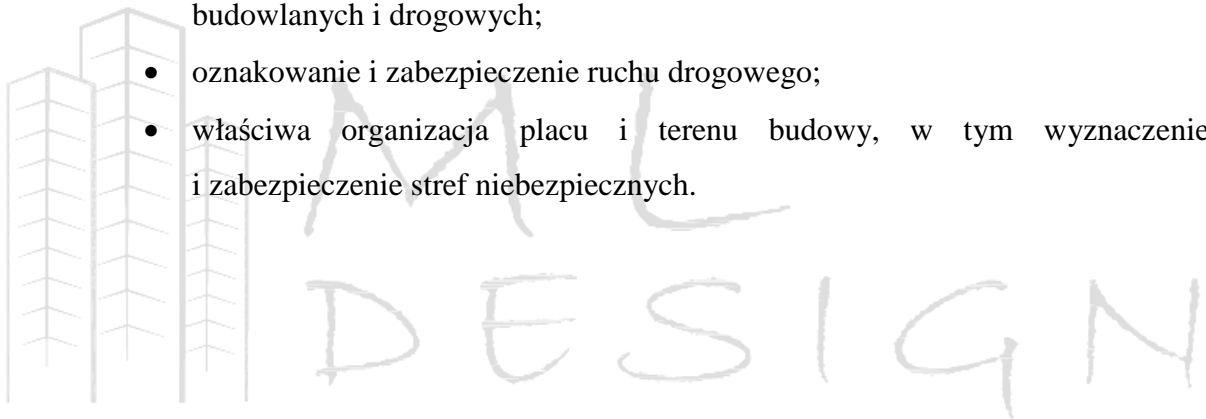 budowlanych i drogowych;
• oznakowanie i zabezpieczenie ruchu drogowego;
• właściwa organizacja placu i terenu budowy, w tym wyznaczenie
i zabezpieczenie stref niebezpiecznych.
ML
DESIGN